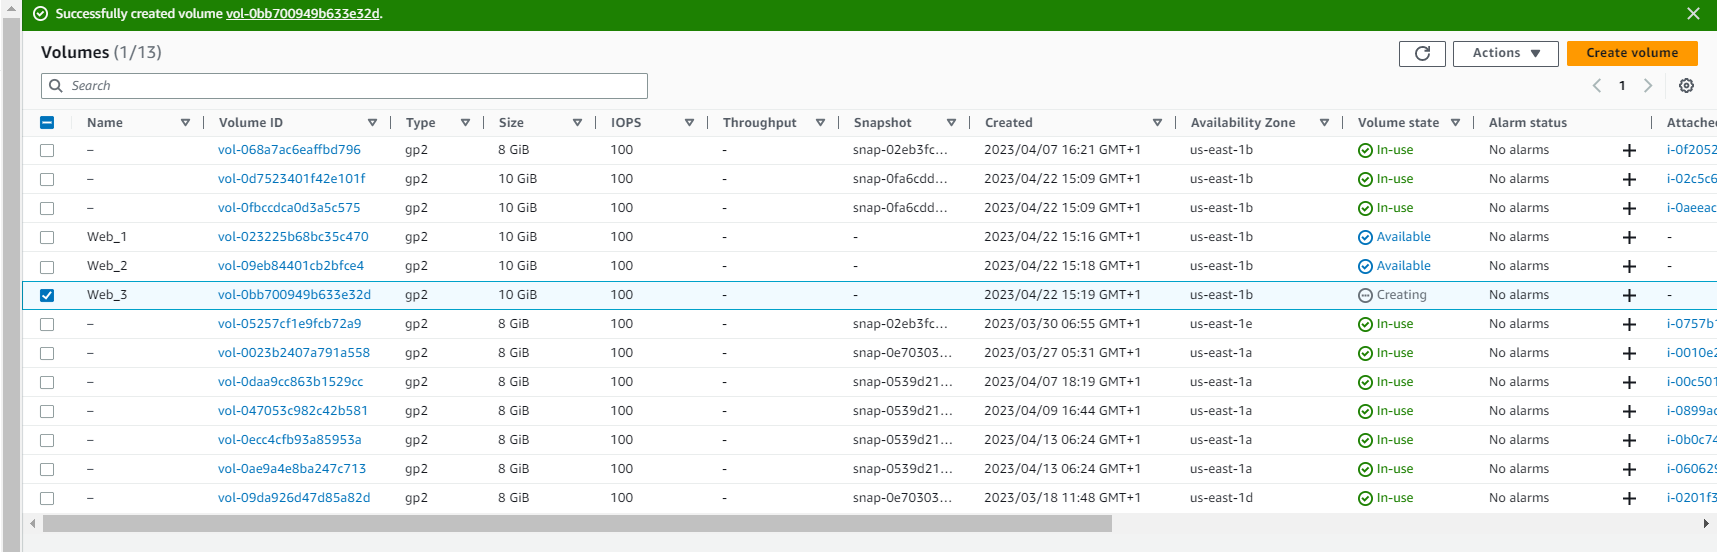 Successfully created volume vol-0bb700949b633e32d.
Volumes (1/13)
Actions
Create volume
Search
1
Name Volume ID Type Size IOPS Throughput Snapshot Created Availability Zone Volume state Alarm status Attached
– vol-068a7ac6eaffbd796 gp2 8 GiB 100 - snap-02eb3fc... 2023/04/07 16:21 GMT+1 us-east-1b In-use No alarms + i-0f2052
– vol-0d7523401f42e101f gp2 10 GiB 100 - snap-0fa6cdd... 2023/04/22 15:09 GMT+1 us-east-1b In-use No alarms + i-02c5c6
– vol-0fbccdca0d3a5c575 gp2 10 GiB 100 - snap-0fa6cdd... 2023/04/22 15:09 GMT+1 us-east-1b In-use No alarms + i-0aeeac
Web_1 vol-023225b68bc35c470 gp2 10 GiB 100 - - 2023/04/22 15:16 GMT+1 us-east-1b Available No alarms + -
Web_2 vol-09eb84401cb2bfce4 gp2 10 GiB 100 - - 2023/04/22 15:18 GMT+1 us-east-1b Available No alarms + -
Web_3 vol-0bb700949b633e32d gp2 10 GiB 100 - - 2023/04/22 15:19 GMT+1 us-east-1b Creating No alarms + -
– vol-05257cf1e9fcb72a9 gp2 8 GiB 100 - snap-02eb3fc... 2023/03/30 06:55 GMT+1 us-east-1e In-use No alarms + i-0757b1
– vol-0023b2407a791a558 gp2 8 GiB 100 - snap-0e70303... 2023/03/27 05:31 GMT+1 us-east-1a In-use No alarms + i-0010e2
– vol-0daa9cc863b1529cc gp2 8 GiB 100 - snap-0539d21... 2023/04/07 18:19 GMT+1 us-east-1a In-use No alarms + i-00c501
– vol-047053c982c42b581 gp2 8 GiB 100 - snap-0539d21... 2023/04/09 16:44 GMT+1 us-east-1a In-use No alarms + i-0899ac
– vol-0ecc4cfb93a85953a gp2 8 GiB 100 - snap-0539d21... 2023/04/13 06:24 GMT+1 us-east-1a In-use No alarms + i-0b0c74
– vol-0ae9a4e8ba247c713 gp2 8 GiB 100 - snap-0539d21... 2023/04/13 06:24 GMT+1 us-east-1a In-use No alarms + i-060629
– vol-09da926d47d85a82d gp2 8 GiB 100 - snap-0e70303... 2023/03/18 11:48 GMT+1 us-east-1d In-use No alarms + i-0201f3